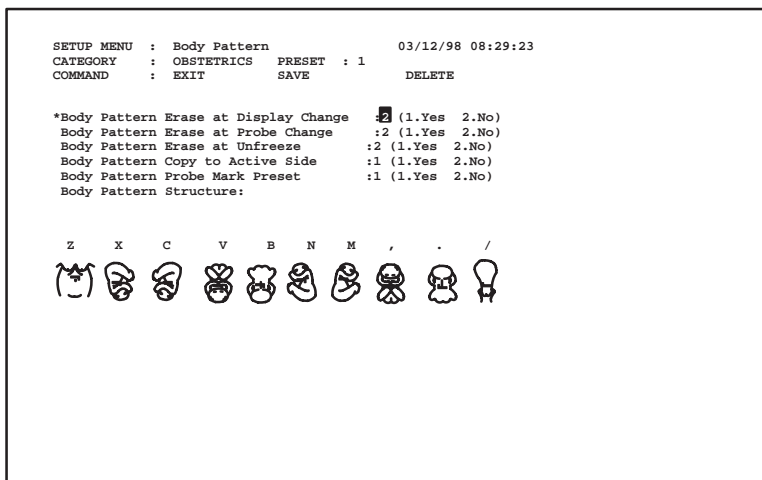 SETUP MENU : Body Pattern 03/12/98 08:29:23
CATEGORY : OBSTETRICS PRESET : 1
COMMAND : EXIT SAVE DELETE
*Body Pattern Erase at Display Change :2 (1.Yes 2.No)
Body Pattern Erase at Probe Change :2 (1.Yes 2.No)
Body Pattern Erase at Unfreeze :2 (1.Yes 2.No)
Body Pattern Copy to Active Side :1 (1.Yes 2.No)
Body Pattern Probe Mark Preset :1 (1.Yes 2.No)
Body Pattern Structure:
Z X C V B N M , . /